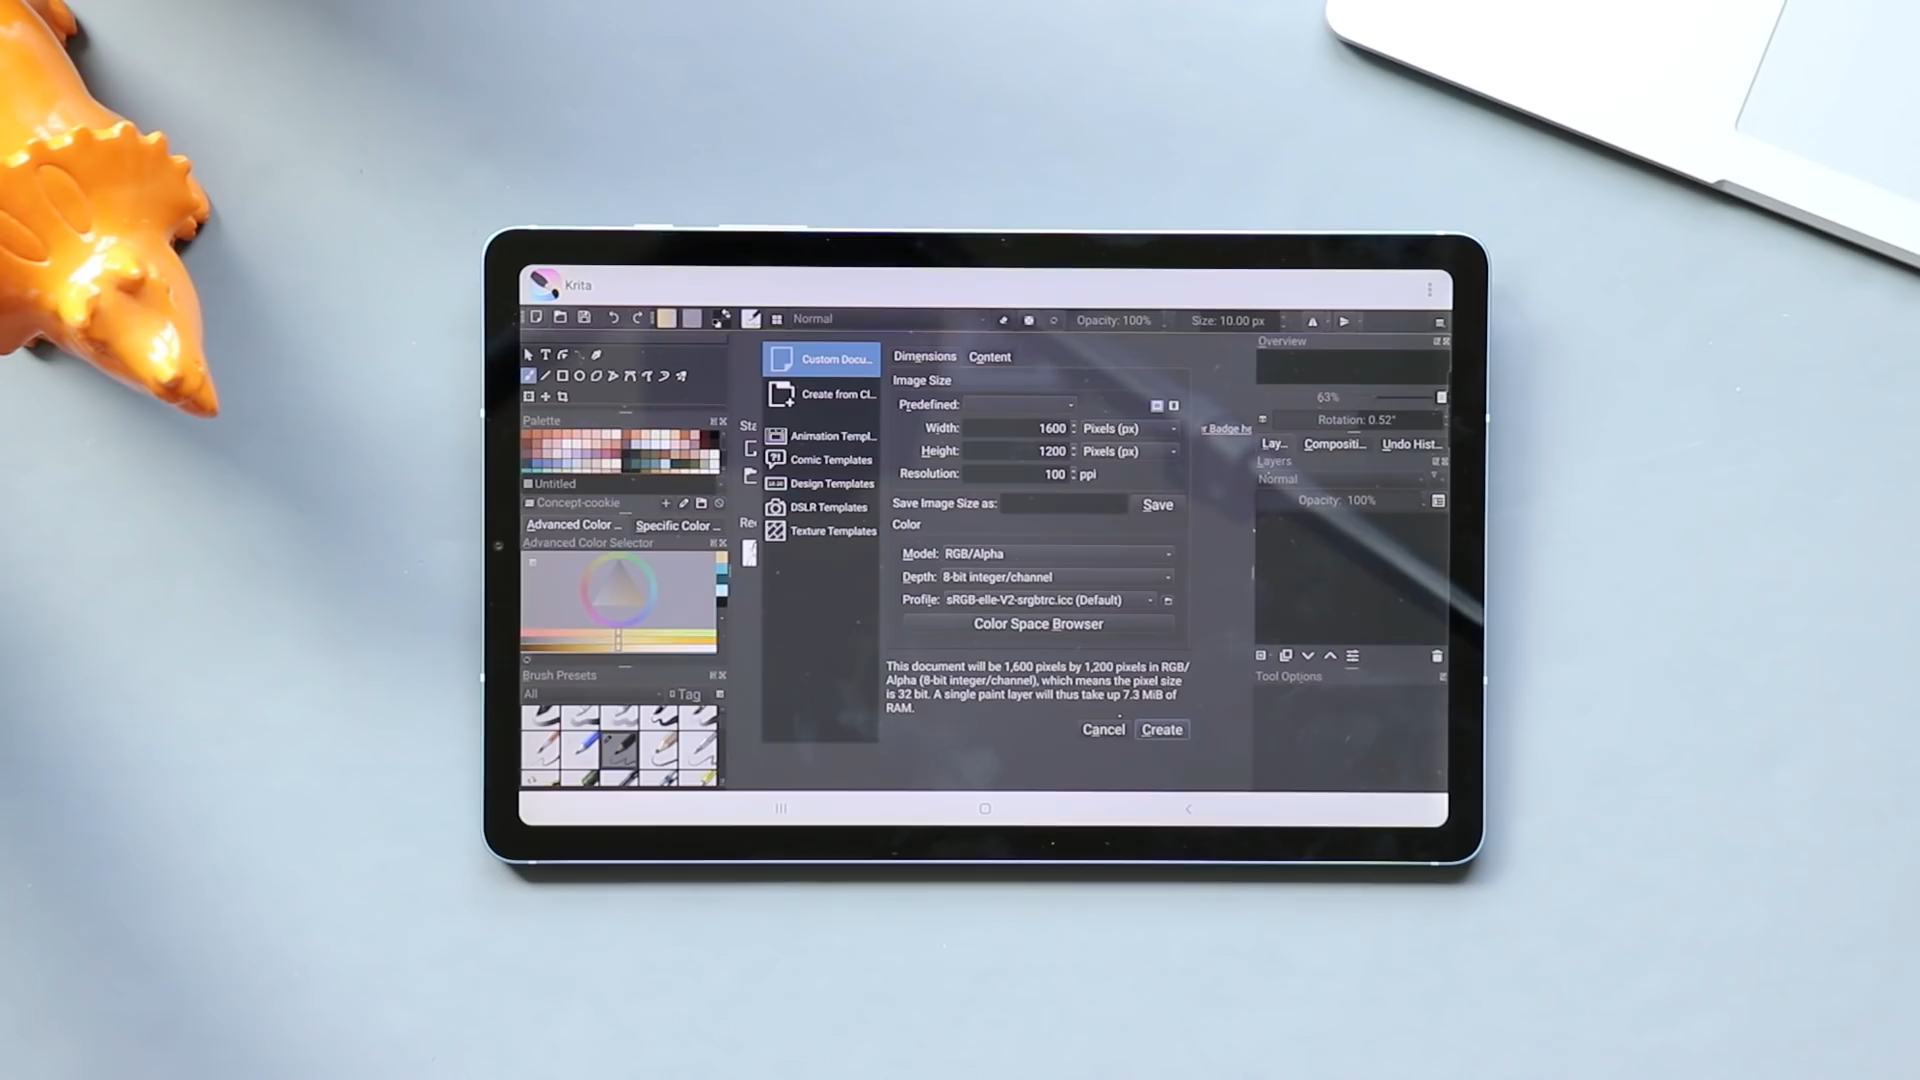 Krita
Normal
Opacity: 100%
Size: 10.00 px
Palette
Untitled
Concept-cookie
Advanced Color ...
Specific Color ...
Advanced Color Selector
Brush Presets
All
Tag
Sta
Re
Custom Docu...
Create from Cl...
Animation Templ...
Comic Templates
Design Templates
DSLR Templates
Texture Templates
Dimensions
Content
Image Size
Predefined:
Width: 1600 Pixels (px)
Height: 1200 Pixels (px)
Resolution: 100 ppi
Save Image Size as:
Save
Color
Model: RGB/Alpha
Depth: 8-bit integer/channel
Profile: sRGB-elle-V2-srgbtrc.icc (Default)
Color Space Browser
This document will be 1,600 pixels by 1,200 pixels in RGB/
Alpha (8-bit integer/channel), which means the pixel size
is 32 bit. A single paint layer will thus take up 7.3 MiB of
RAM.
Cancel
Create
r Badge he
Overview
63%
Rotation: 0.52°
Lay...
Compositi...
Undo Hist...
Layers
Normal
Opacity: 100%
Tool Options